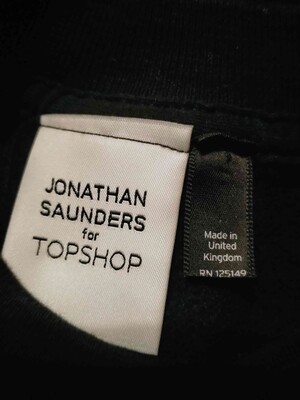 JONATHAN
SAUNDERS
for
TOPSHOP
Made in
United
Kingdom
RN 125149